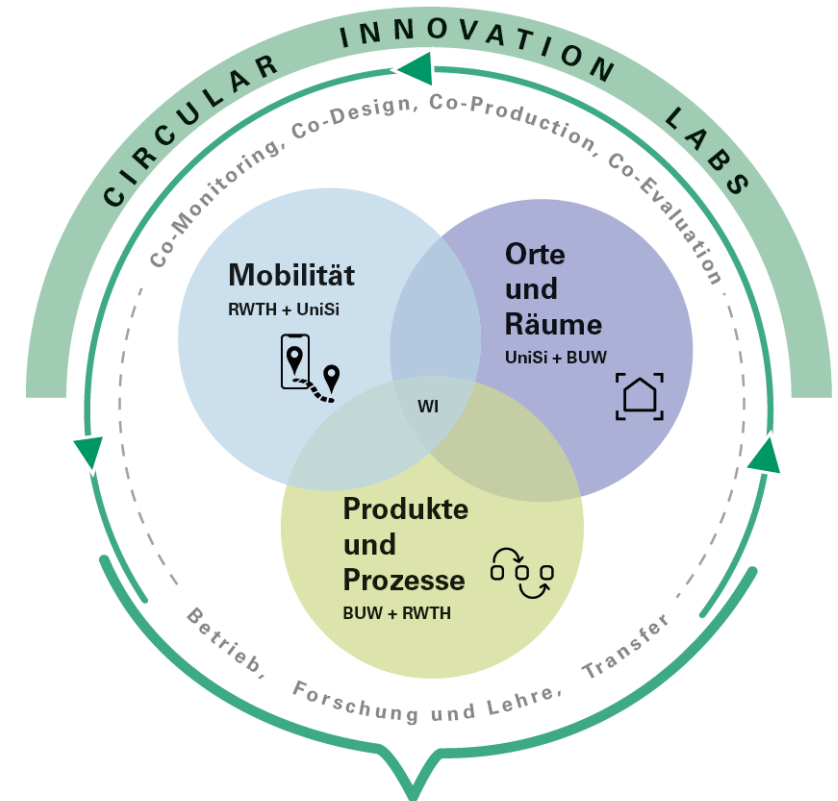 CIRCULAR INNOVATION LABS
Co-Monitoring, Co-Design, Co-Production, Co-Evaluation
Mobilität
RWTH + UniSi
Orte
und
Räume
UniSi + BUW
WI
Produkte
und
Prozesse
BUW + RWTH
Betrieb, Forschung und Lehre, Transfer